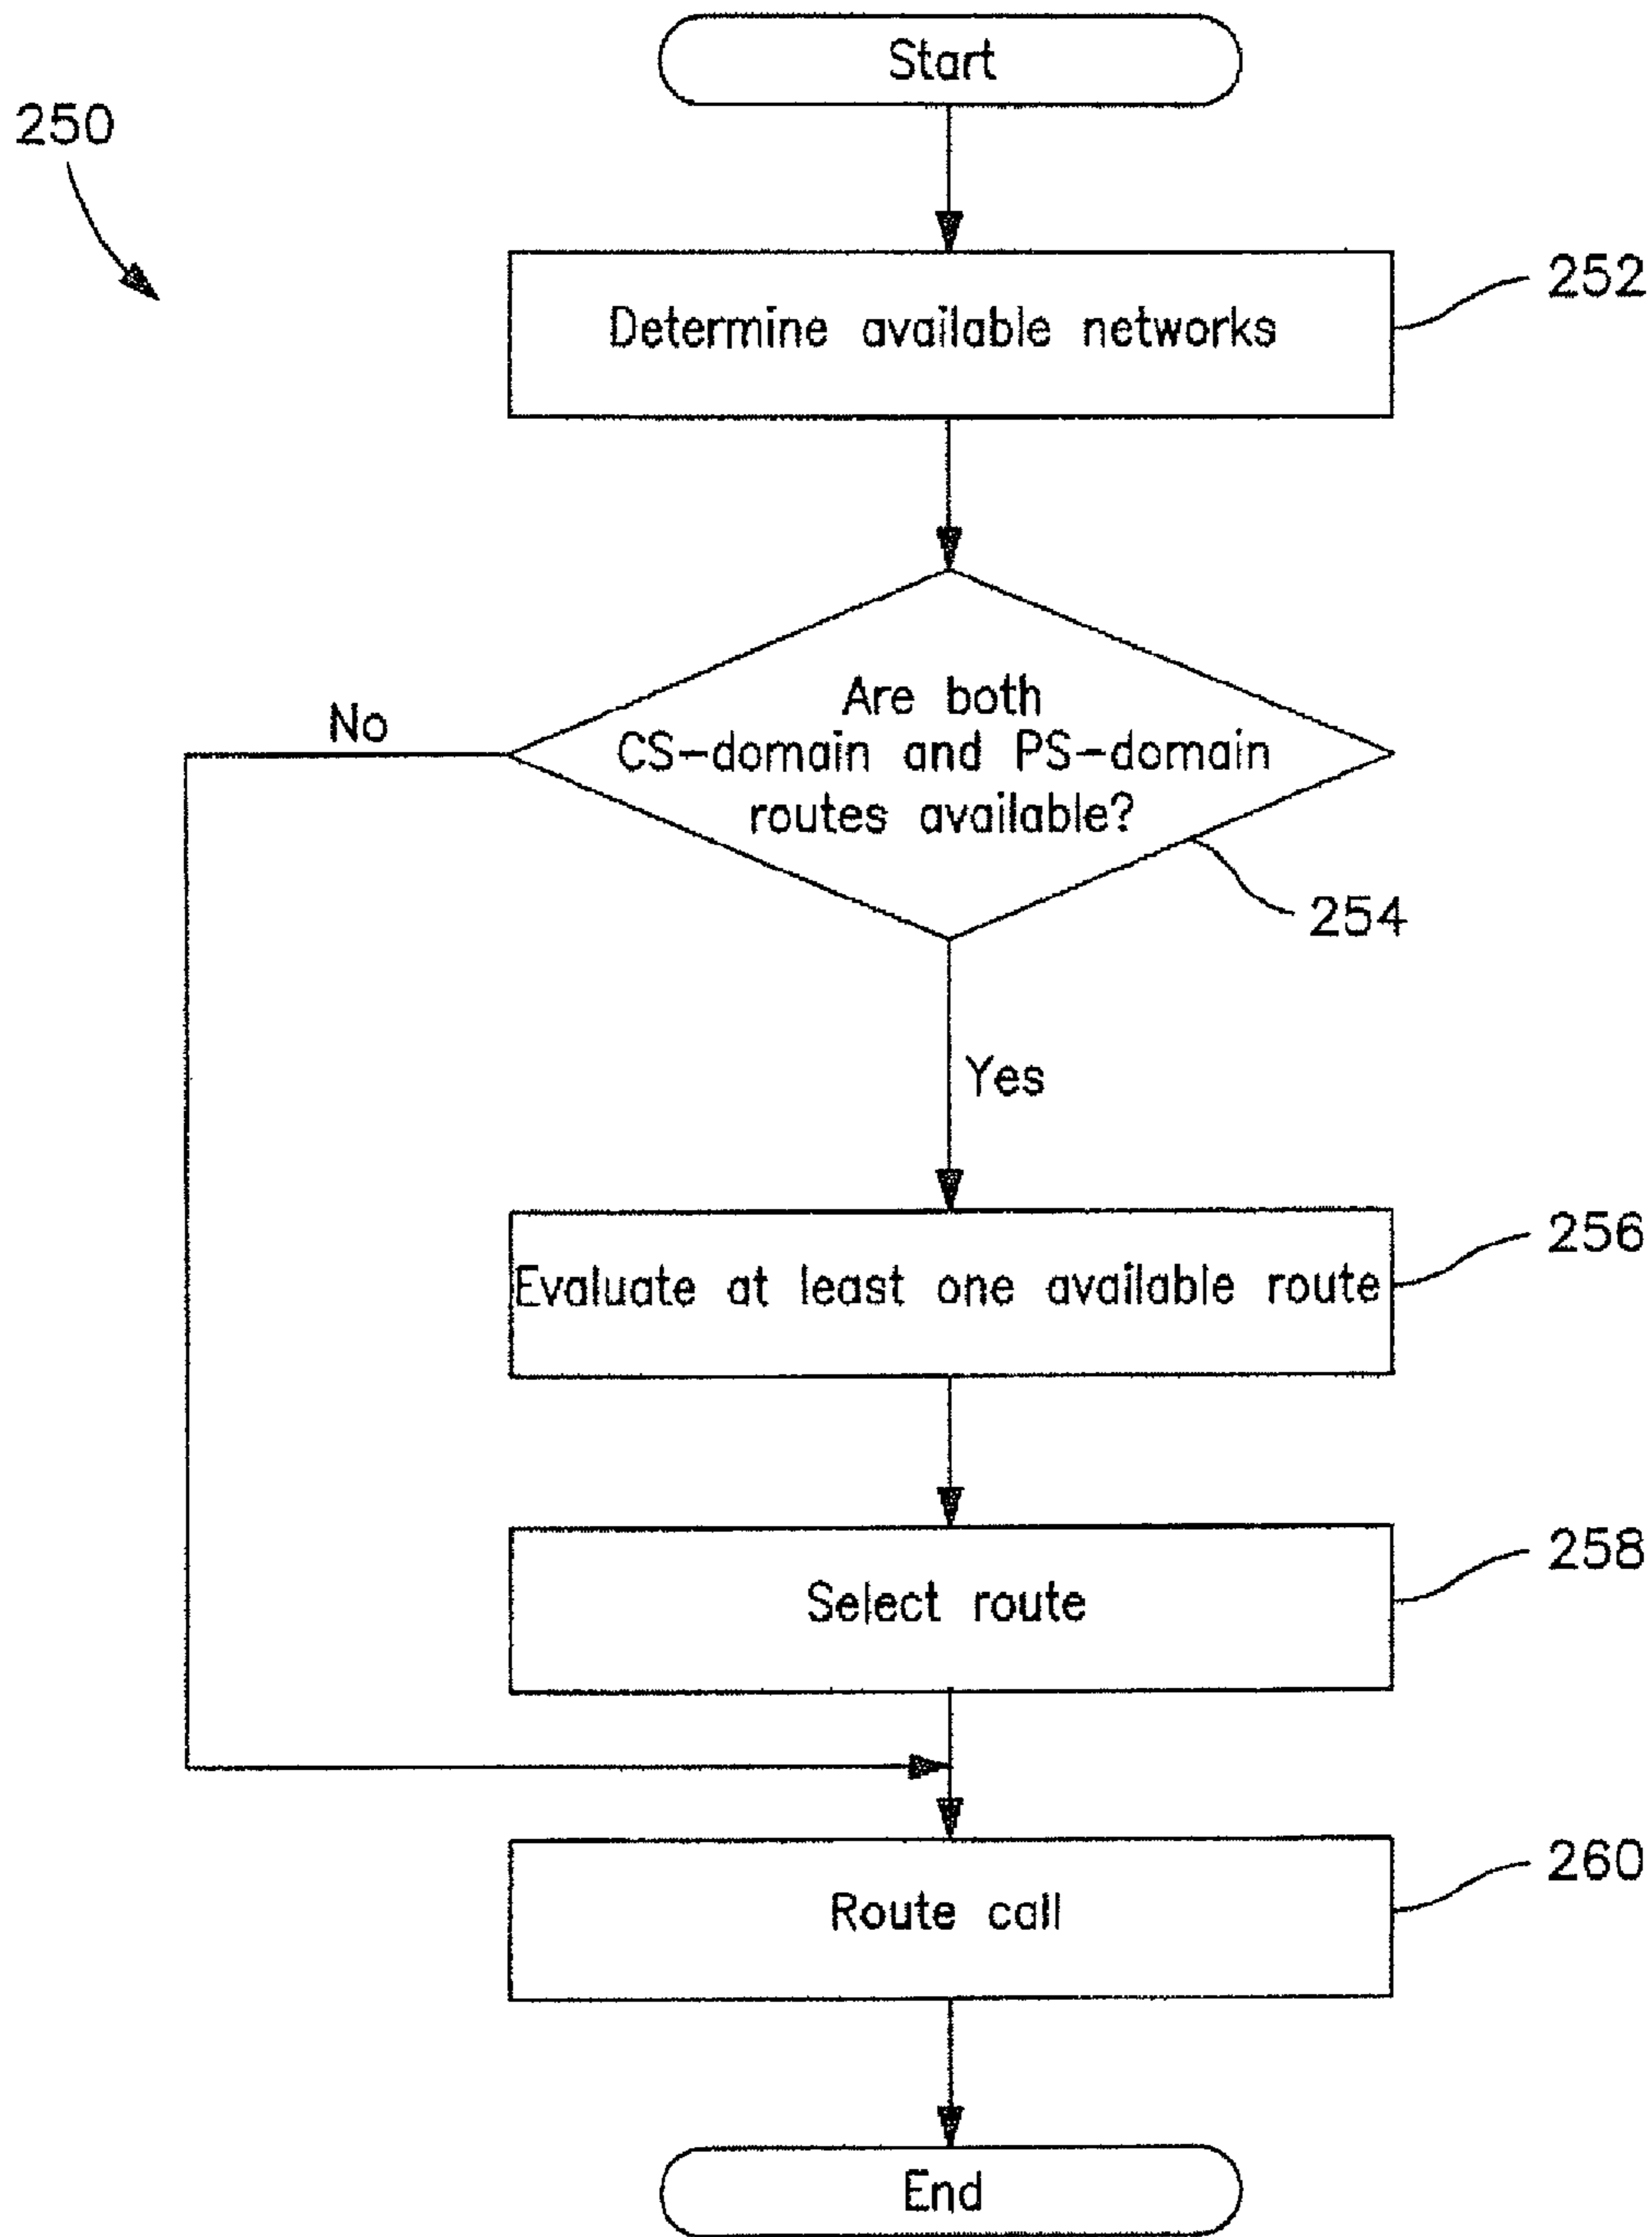 Start
250
252
Determine available networks
Are both
CS-domain and PS-domain
routes available?
No
254
Yes
256
Evaluate at least one available route
258
Select route
260
Route call
End